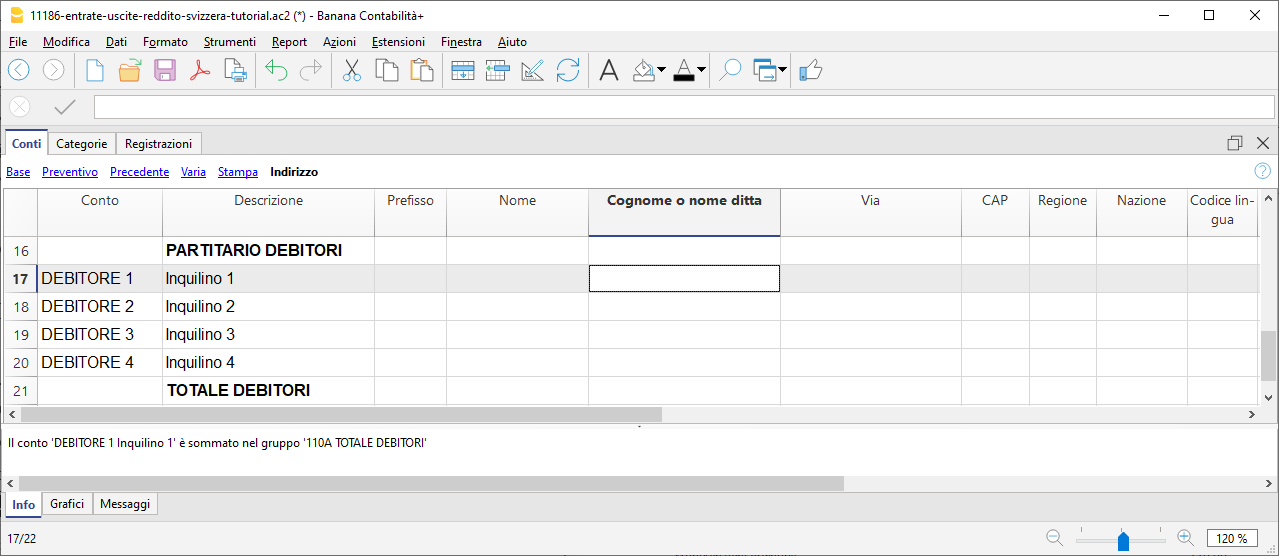 11186-entrate-uscite-reddito-svizzera-tutorial.ac2 (*) - Banana Contabilità+
File Modifica Dati Formato Strumenti Report Azioni Estensioni Finestra Aiuto
Conti Categorie Registrazioni
Base Preventivo Precedente Varia Stampa Indirizzo
Conto Descrizione Prefisso Nome Cognome o nome ditta Via CAP Regione Nazione Codice lin-
gua
16 PARTITARIO DEBITORI
17 DEBITORE 1 Inquilino 1
18 DEBITORE 2 Inquilino 2
19 DEBITORE 3 Inquilino 3
20 DEBITORE 4 Inquilino 4
21 TOTALE DEBITORI
Il conto 'DEBITORE 1 Inquilino 1' è sommato nel gruppo '110A TOTALE DEBITORI'
Info Grafici Messaggi
17/22 120 %